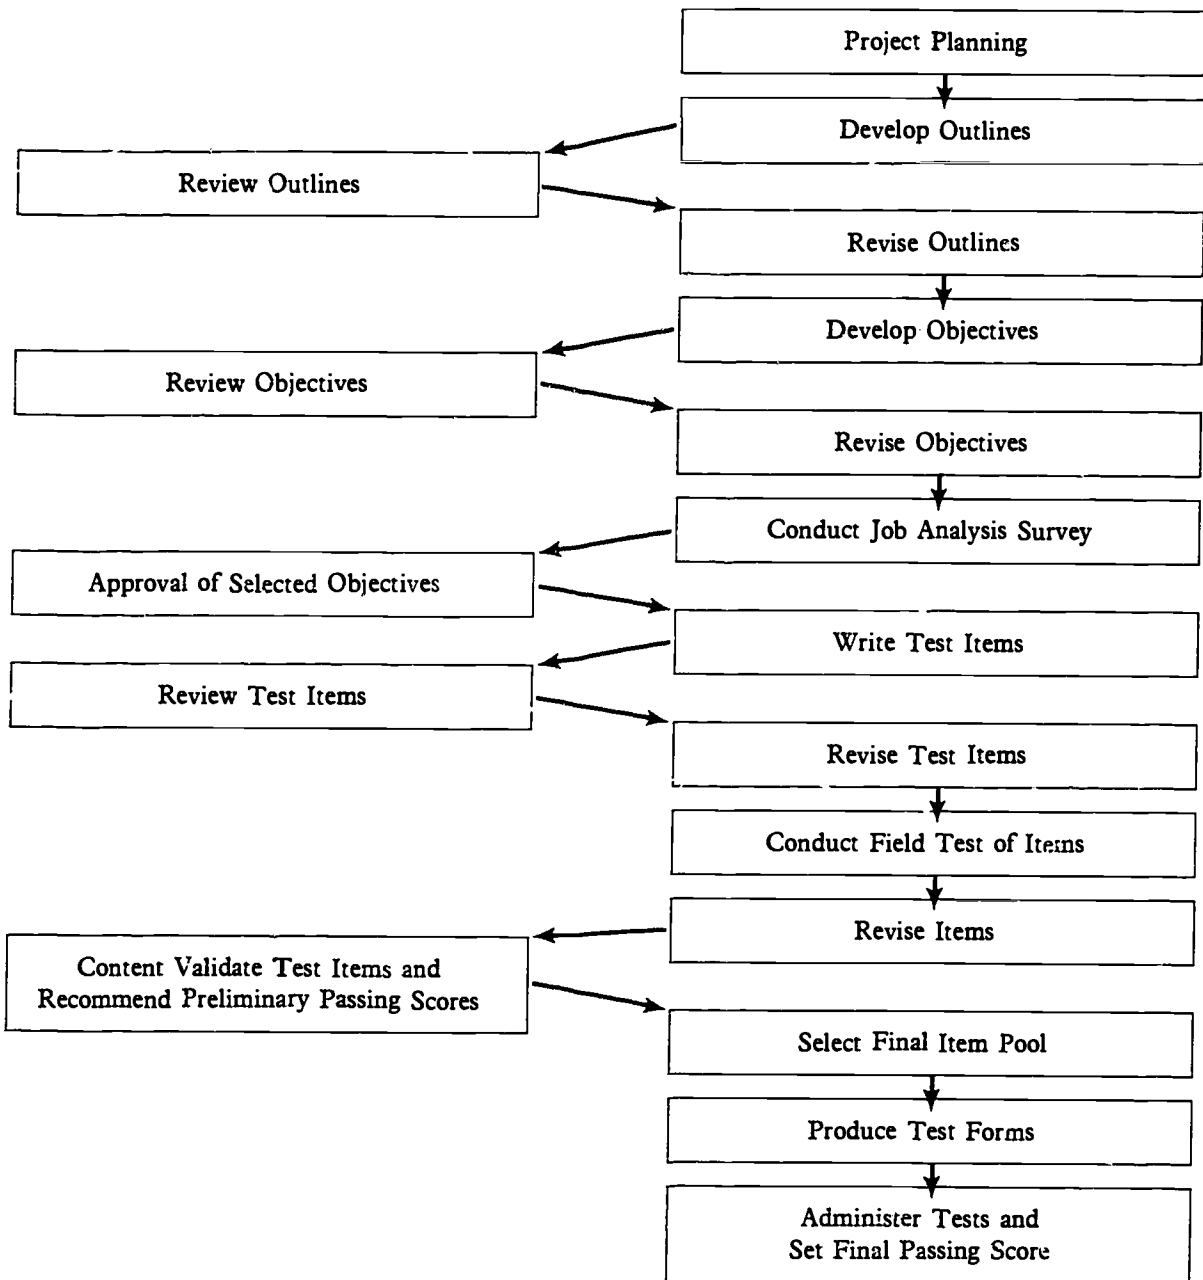 Project Planning
Develop Outlines
Review Outlines
Revise Outlines
Develop Objectives
Review Objectives
Revise Objectives
Conduct Job Analysis Survey
Approval of Selected Objectives
Write Test Items
Review Test Items
Revise Test Items
Conduct Field Test of Items
Revise Items
Content Validate Test Items and
Recommend Preliminary Passing Scores
Select Final Item Pool
Produce Test Forms
Administer Tests and
Set Final Passing Score